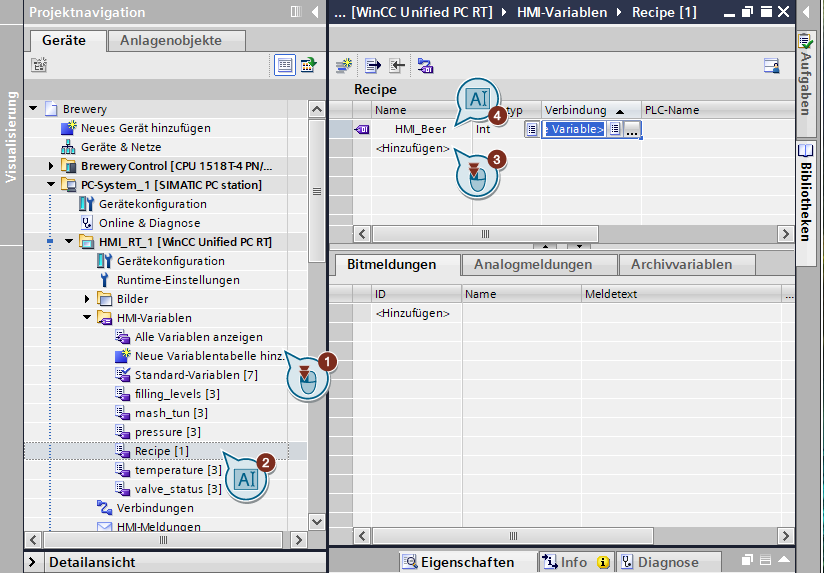 Projektnavigation
... [WinCC Unified PC RT] HMI-Variablen Recipe [1]
Geräte
Anlagenobjekte
Visualisierung
Brewery
Neues Gerät hinzufügen
Geräte & Netze
Brewery Control [CPU 1518T-4 PN/...
PC-System_1 [SIMATIC PC station]
Gerätekonfiguration
Online & Diagnose
HMI_RT_1 [WinCC Unified PC RT]
Gerätekonfiguration
Runtime-Einstellungen
Bilder
HMI-Variablen
Alle Variablen anzeigen
Neue Variablentabelle hinz.
Standard-Variablen [7]
filling_levels [3]
mash_tun [3]
pressure [3]
Recipe [1]
temperature [3]
valve_status [3]
Verbindungen
HMI-Meldungen
Detailansicht
1
2
AI
Recipe
Name
typ
Verbindung
PLC-Name
HMI_Beer
Int
e Variable>
...
<Hinzufügen>
AI
4
3
Bitmeldungen
Analogmeldungen
Archivvariablen
ID
Name
Meldetext
...
<Hinzufügen>
Eigenschaften
Info
Diagnose
Aufgaben
Bibliotheken